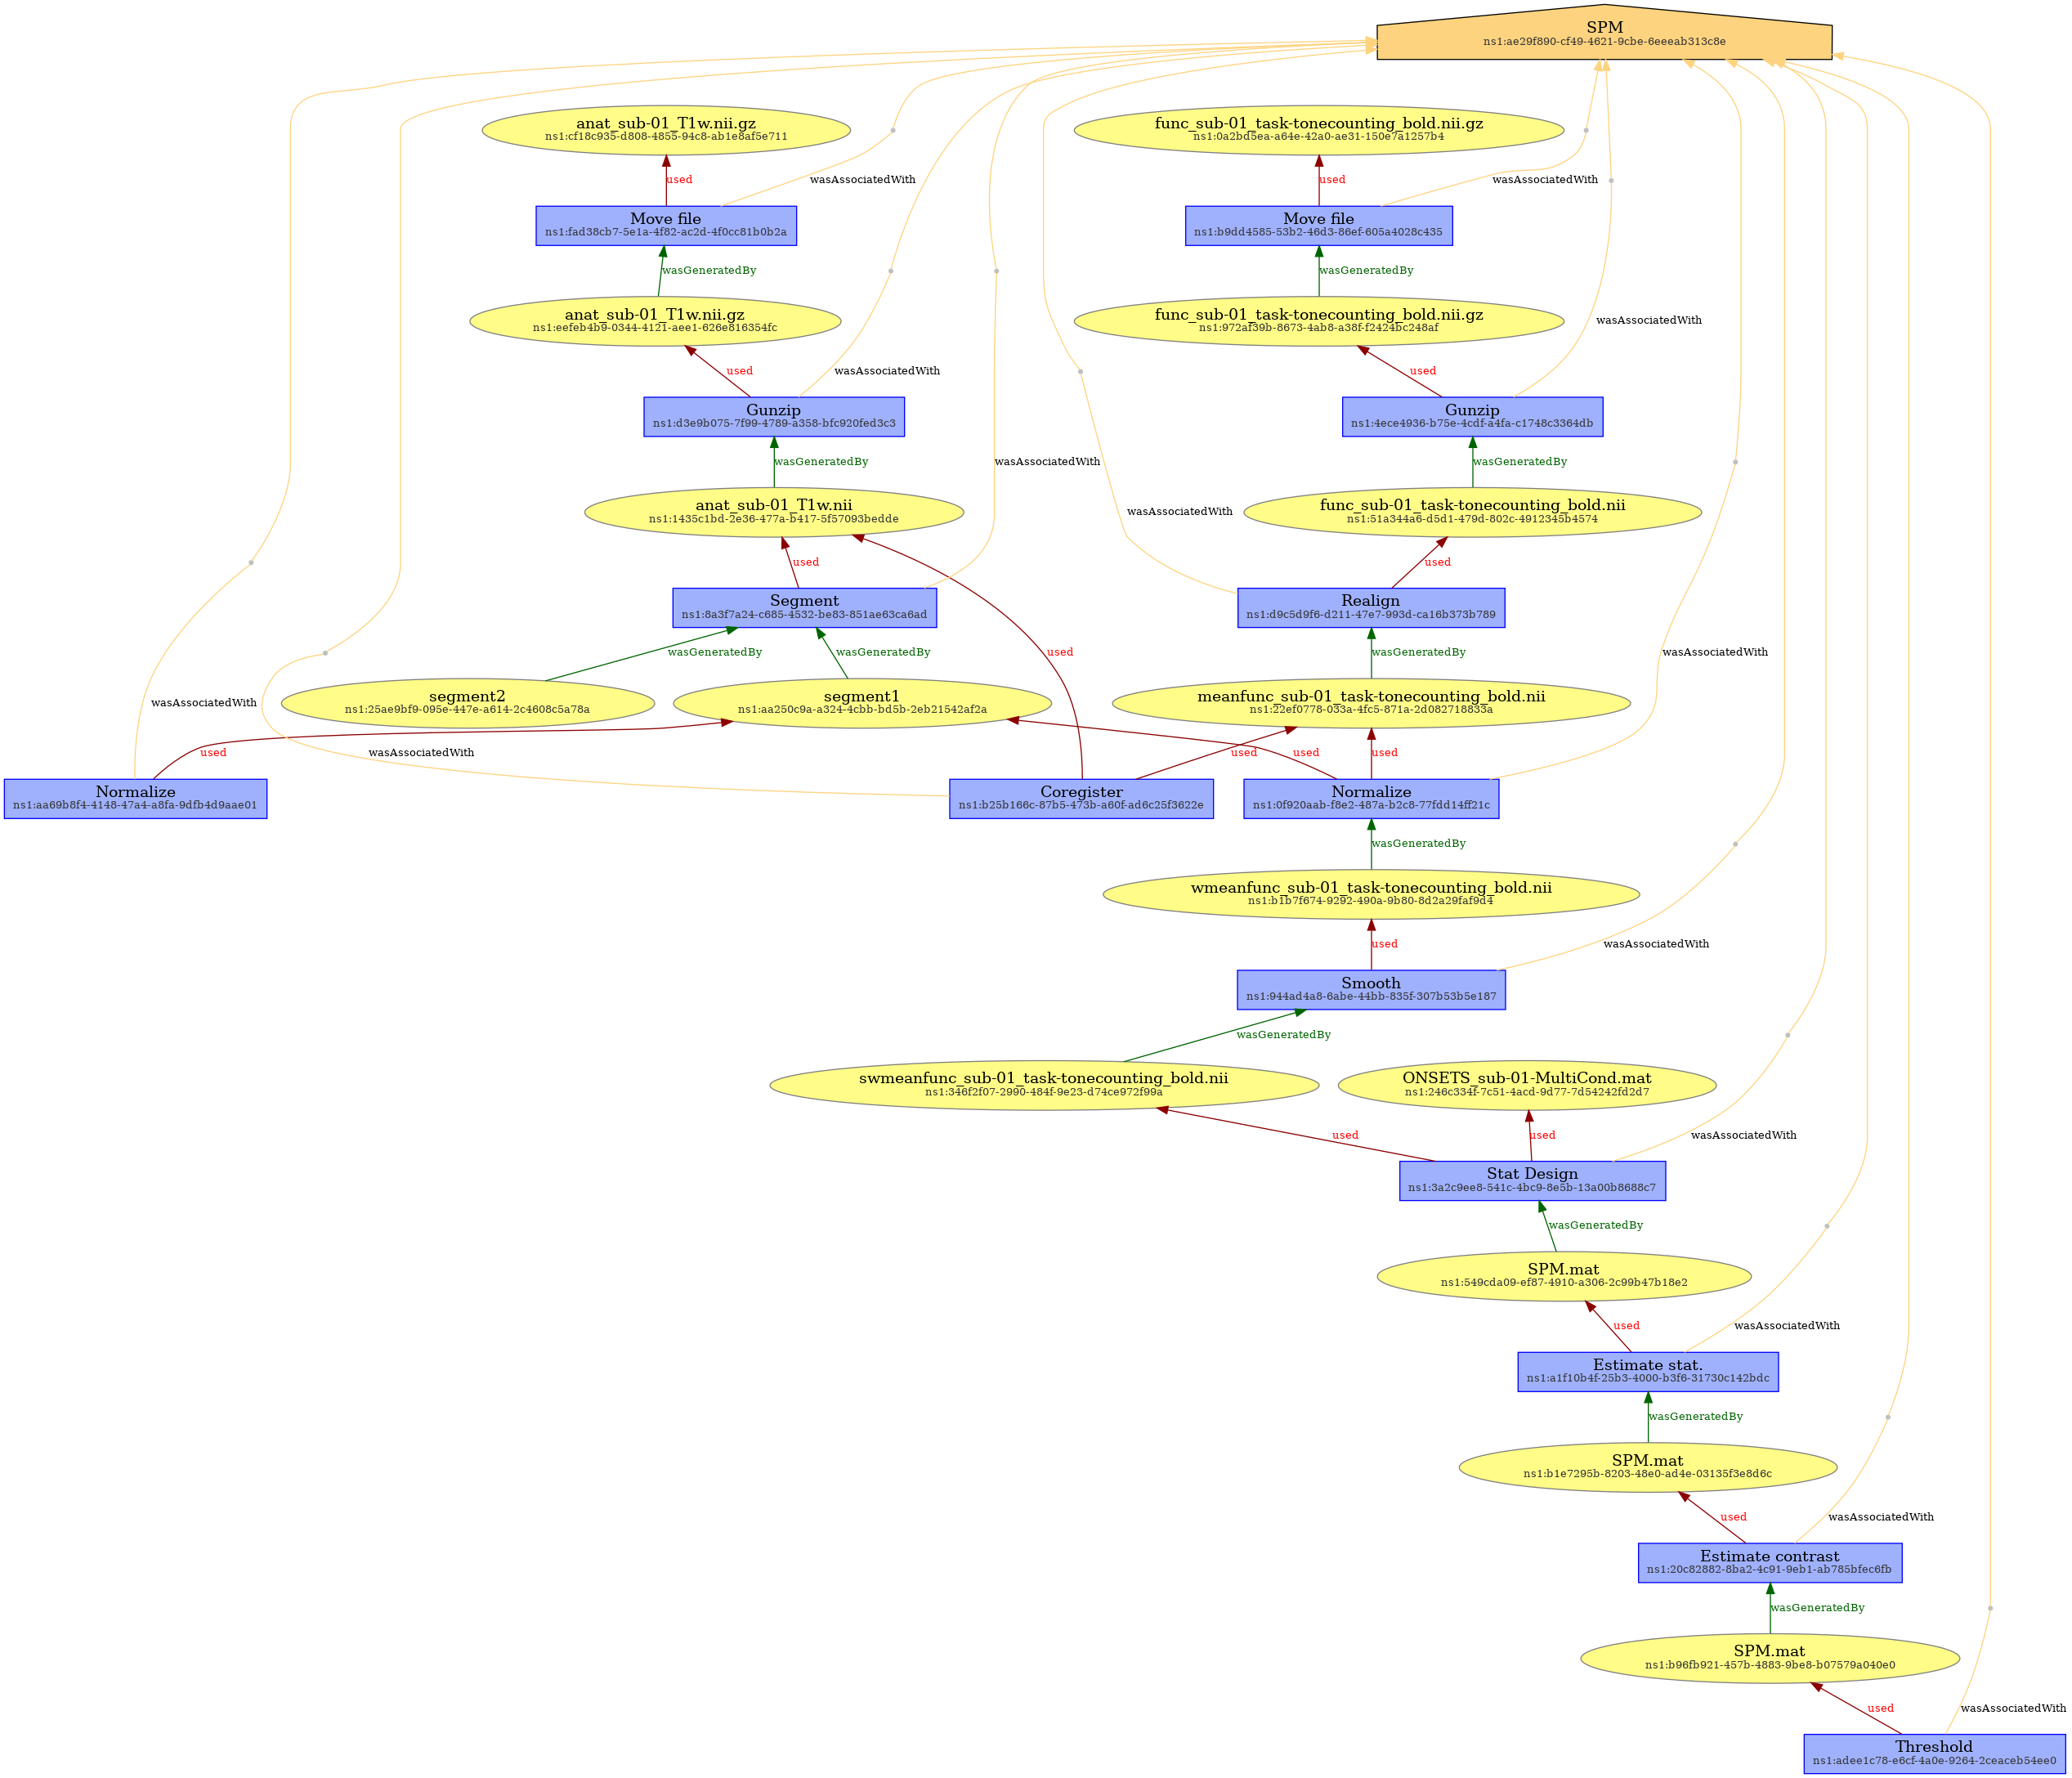 SPM
ns1:ae29f890-cf49-4621-9cbe-6eeeab313c8e
anat_sub-01_T1w.nii.gz
ns1:cf18c935-d808-4855-94c8-ab1e8af5e711
func_sub-01_task-tonecounting_bold.nii.gz
ns1:0a2bd5ea-a64e-42a0-ae31-150e7a1257b4
used
wasAssociatedWith
used
wasAssociatedWith
Move file
ns1:fad38cb7-5e1a-4f82-ac2d-4f0cc81b0b2a
Move file
ns1:b9dd4585-53b2-46d3-86ef-605a4028c435
wasGeneratedBy
wasGeneratedBy
anat_sub-01_T1w.nii.gz
ns1:eefeb4b9-0344-4121-aee1-626e816354fc
func_sub-01_task-tonecounting_bold.nii.gz
ns1:972af39b-8673-4ab8-a38f-f2424bc248af
wasAssociatedWith
used
wasAssociatedWith
used
Gunzip
ns1:d3e9b075-7f99-4789-a358-bfc920fed3c3
Gunzip
ns1:4ece4936-b75e-4cdf-a4fa-c1748c3364db
wasGeneratedBy
wasAssociatedWith
wasGeneratedBy
anat_sub-01_T1w.nii
ns1:1435c1bd-2e36-477a-b417-5f57093bedde
wasAssociatedWith
func_sub-01_task-tonecounting_bold.nii
ns1:51a344a6-d5d1-479d-802c-4912345b4574
used
used
Segment
ns1:8a3f7a24-c685-4532-be83-851ae63ca6ad
Realign
ns1:d9c5d9f6-d211-47e7-993d-ca16b373b789
wasGeneratedBy
wasGeneratedBy
used
wasGeneratedBy
wasAssociatedWith
segment2
ns1:25ae9bf9-095e-447e-a614-2c4608c5a78a
segment1
ns1:aa250c9a-a324-4cbb-bd5b-2eb21542af2a
meanfunc_sub-01_task-tonecounting_bold.nii
ns1:22ef0778-033a-4fc5-871a-2d082718833a
wasAssociatedWith
used
wasAssociatedWith
used
used
used
Normalize
ns1:aa69b8f4-4148-47a4-a8fa-9dfb4d9aae01
Coregister
ns1:b25b166c-87b5-473b-a60f-ad6c25f3622e
Normalize
ns1:0f920aab-f8e2-487a-b2c8-77fdd14ff21c
wasGeneratedBy
wmeanfunc_sub-01_task-tonecounting_bold.nii
ns1:b1b7f674-9292-490a-9b80-8d2a29faf9d4
used
wasAssociatedWith
Smooth
ns1:944ad4a8-6abe-44bb-835f-307b53b5e187
wasGeneratedBy
swmeanfunc_sub-01_task-tonecounting_bold.nii
ns1:346f2f07-2990-484f-9e23-d74ce972f99a
ONSETS_sub-01-MultiCond.mat
ns1:246c334f-7c51-4acd-9d77-7d54242fd2d7
used
used
wasAssociatedWith
Stat Design
ns1:3a2c9ee8-541c-4bc9-8e5b-13a00b8688c7
wasGeneratedBy
SPM.mat
ns1:549cda09-ef87-4910-a306-2c99b47b18e2
used
wasAssociatedWith
Estimate stat.
ns1:a1f10b4f-25b3-4000-b3f6-31730c142bdc
wasGeneratedBy
SPM.mat
ns1:b1e7295b-8203-48e0-ad4e-03135f3e8d6c
used
wasAssociatedWith
Estimate contrast
ns1:20c82882-8ba2-4c91-9eb1-ab785bfec6fb
wasGeneratedBy
SPM.mat
ns1:b96fb921-457b-4883-9be8-b07579a040e0
used
wasAssociatedWith
Threshold
ns1:adee1c78-e6cf-4a0e-9264-2ceaceb54ee0